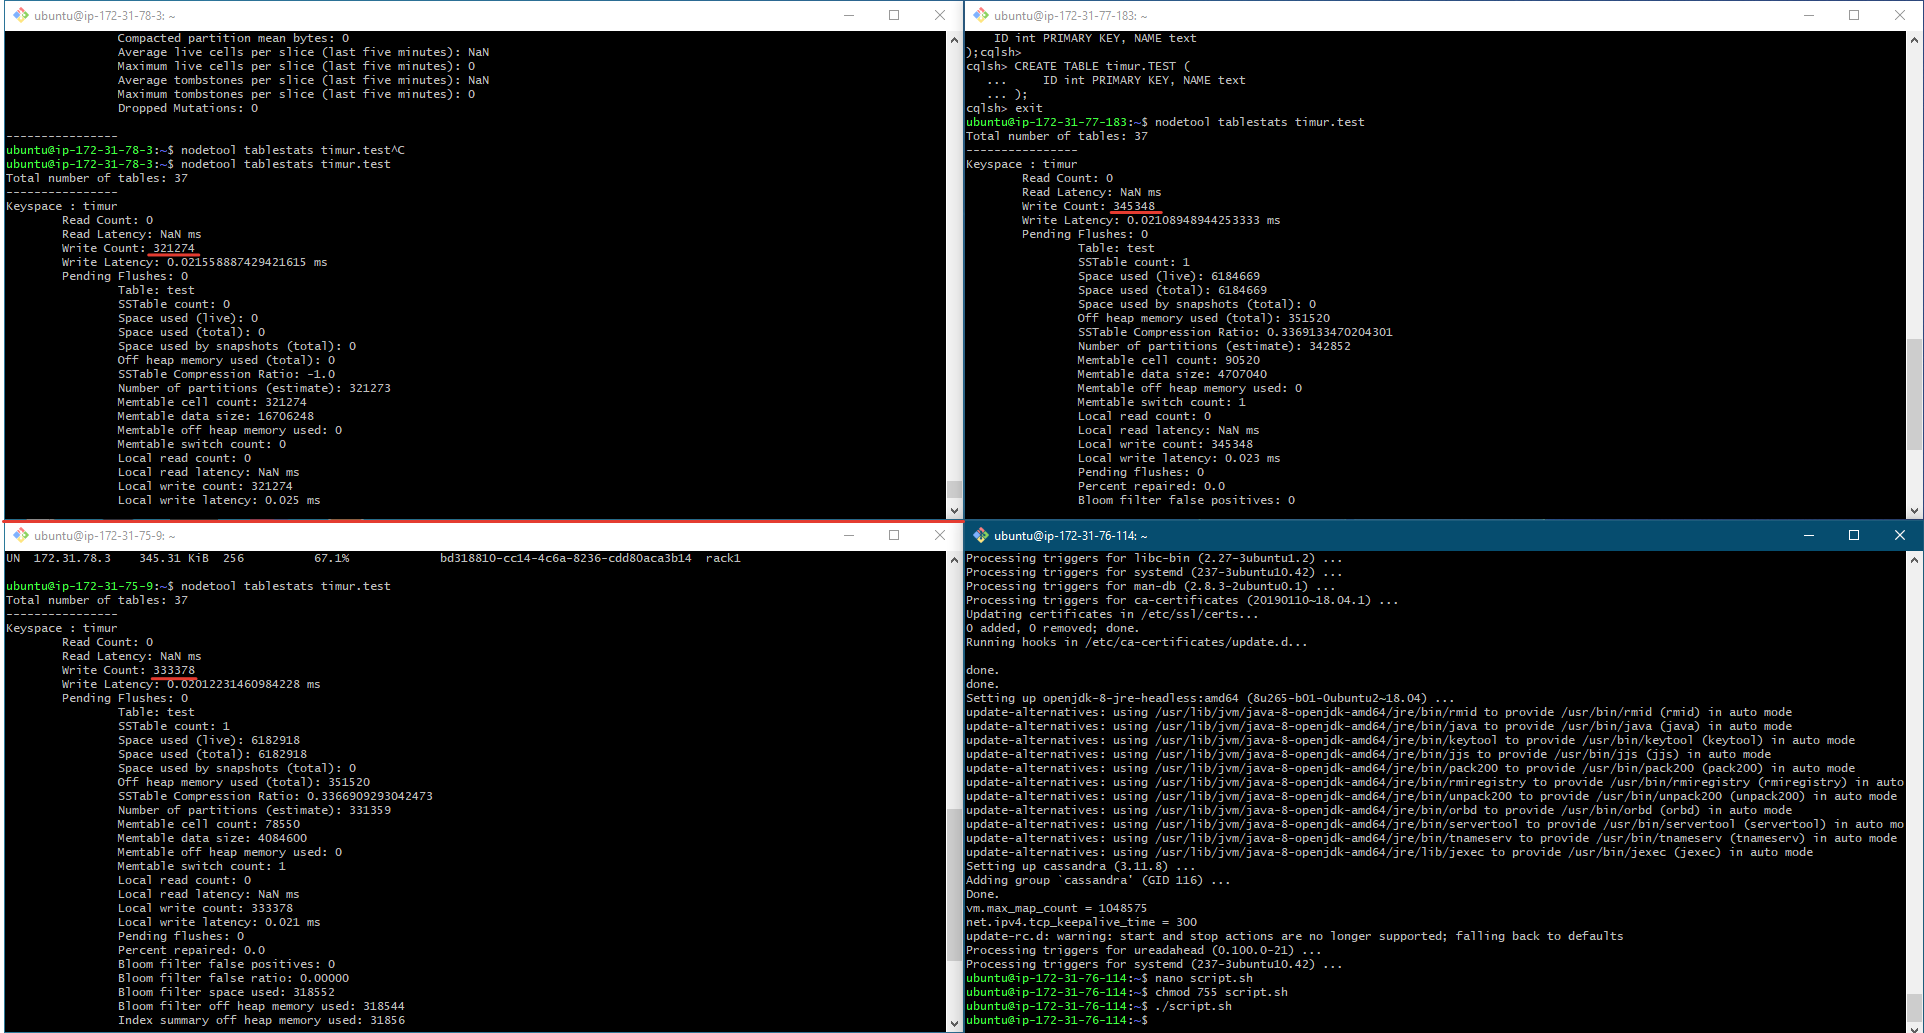 ubuntu@ip-172-31-78-3: ~
Compacted partition mean bytes: 0
Average live cells per slice (last five minutes): NaN
Maximum live cells per slice (last five minutes): 0
Average tombstones per slice (last five minutes): NaN
Maximum tombstones per slice (last five minutes): 0
Dropped Mutations: 0
----------------
ubuntu@ip-172-31-78-3:~$ nodetool tablestats timur.test^C
ubuntu@ip-172-31-78-3:~$ nodetool tablestats timur.test
Total number of tables: 37
----------------
Keyspace : timur
Read Count: 0
Read Latency: NaN ms
Write Count: 321274
Write Latency: 0.021558887429421615 ms
Pending Flushes: 0
Table: test
SSTable count: 0
Space used (live): 0
Space used (total): 0
Space used by snapshots (total): 0
Off heap memory used (total): 0
SSTable Compression Ratio: -1.0
Number of partitions (estimate): 321273
Memtable cell count: 321274
Memtable data size: 16706248
Memtable off heap memory used: 0
Memtable switch count: 0
Local read count: 0
Local read latency: NaN ms
Local write count: 321274
Local write latency: 0.025 ms
ubuntu@ip-172-31-77-183: ~
ID int PRIMARY KEY, NAME text
);cqlsh>
cqlsh> CREATE TABLE timur.TEST (
... ID int PRIMARY KEY, NAME text
... );
cqlsh> exit
ubuntu@ip-172-31-77-183:~$ nodetool tablestats timur.test
Total number of tables: 37
----------------
Keyspace : timur
Read Count: 0
Read Latency: NaN ms
Write Count: 345348
Write Latency: 0.02108948944253333 ms
Pending Flushes: 0
Table: test
SSTable count: 1
Space used (live): 6184669
Space used (total): 6184669
Space used by snapshots (total): 0
Off heap memory used (total): 351520
SSTable Compression Ratio: 0.3369133470204301
Number of partitions (estimate): 342852
Memtable cell count: 90520
Memtable data size: 4707040
Memtable off heap memory used: 0
Memtable switch count: 1
Local read count: 0
Local read latency: NaN ms
Local write count: 345348
Local write latency: 0.023 ms
Pending flushes: 0
Percent repaired: 0.0
Bloom filter false positives: 0
ubuntu@ip-172-31-75-9: ~
UN 172.31.78.3 345.31 KiB 256 67.1% bd318810-cc14-4c6a-8236-cdd80aca3b14 rack1
ubuntu@ip-172-31-75-9:~$ nodetool tablestats timur.test
Total number of tables: 37
----------------
Keyspace : timur
Read Count: 0
Read Latency: NaN ms
Write Count: 333378
Write Latency: 0.02012231460984228 ms
Pending Flushes: 0
Table: test
SSTable count: 1
Space used (live): 6182918
Space used (total): 6182918
Space used by snapshots (total): 0
Off heap memory used (total): 351520
SSTable Compression Ratio: 0.3366909293042473
Number of partitions (estimate): 331359
Memtable cell count: 78550
Memtable data size: 4084600
Memtable off heap memory used: 0
Memtable switch count: 1
Local read count: 0
Local read latency: NaN ms
Local write count: 333378
Local write latency: 0.021 ms
Pending flushes: 0
Percent repaired: 0.0
Bloom filter false positives: 0
Bloom filter false ratio: 0.00000
Bloom filter space used: 318552
Bloom filter off heap memory used: 318544
Index summary off heap memory used: 31856
ubuntu@ip-172-31-76-114: ~
Processing triggers for libc-bin (2.27-3ubuntu1.2) ...
Processing triggers for systemd (237-3ubuntu10.42) ...
Processing triggers for man-db (2.8.3-2ubuntu0.1) ...
Processing triggers for ca-certificates (20190110~18.04.1) ...
Updating certificates in /etc/ssl/certs...
0 added, 0 removed; done.
Running hooks in /etc/ca-certificates/update.d...
done.
done.
Setting up openjdk-8-jre-headless:amd64 (8u265-b01-0ubuntu2~18.04) ...
update-alternatives: using /usr/lib/jvm/java-8-openjdk-amd64/jre/bin/rmid to provide /usr/bin/rmid (rmid) in auto mode
update-alternatives: using /usr/lib/jvm/java-8-openjdk-amd64/jre/bin/java to provide /usr/bin/java (java) in auto mode
update-alternatives: using /usr/lib/jvm/java-8-openjdk-amd64/jre/bin/keytool to provide /usr/bin/keytool (keytool) in auto mode
update-alternatives: using /usr/lib/jvm/java-8-openjdk-amd64/jre/bin/jjs to provide /usr/bin/jjs (jjs) in auto mode
update-alternatives: using /usr/lib/jvm/java-8-openjdk-amd64/jre/bin/pack200 to provide /usr/bin/pack200 (pack200) in auto mode
update-alternatives: using /usr/lib/jvm/java-8-openjdk-amd64/jre/bin/rmiregistry to provide /usr/bin/rmiregistry (rmiregistry) in auto
update-alternatives: using /usr/lib/jvm/java-8-openjdk-amd64/jre/bin/unpack200 to provide /usr/bin/unpack200 (unpack200) in auto mode
update-alternatives: using /usr/lib/jvm/java-8-openjdk-amd64/jre/bin/orbd to provide /usr/bin/orbd (orbd) in auto mode
update-alternatives: using /usr/lib/jvm/java-8-openjdk-amd64/jre/bin/servertool to provide /usr/bin/servertool (servertool) in auto mo
update-alternatives: using /usr/lib/jvm/java-8-openjdk-amd64/jre/bin/tnameserv to provide /usr/bin/tnameserv (tnameserv) in auto mode
update-alternatives: using /usr/lib/jvm/java-8-openjdk-amd64/jre/lib/jexec to provide /usr/bin/jexec (jexec) in auto mode
Setting up cassandra (3.11.8) ...
Adding group `cassandra' (GID 116) ...
Done.
vm.max_map_count = 1048575
net.ipv4.tcp_keepalive_time = 300
update-rc.d: warning: start and stop actions are no longer supported; falling back to defaults
Processing triggers for ureadahead (0.100.0-21) ...
Processing triggers for systemd (237-3ubuntu10.42) ...
ubuntu@ip-172-31-76-114:~$ nano script.sh
ubuntu@ip-172-31-76-114:~$ chmod 755 script.sh
ubuntu@ip-172-31-76-114:~$ ./script.sh
ubuntu@ip-172-31-76-114:~$